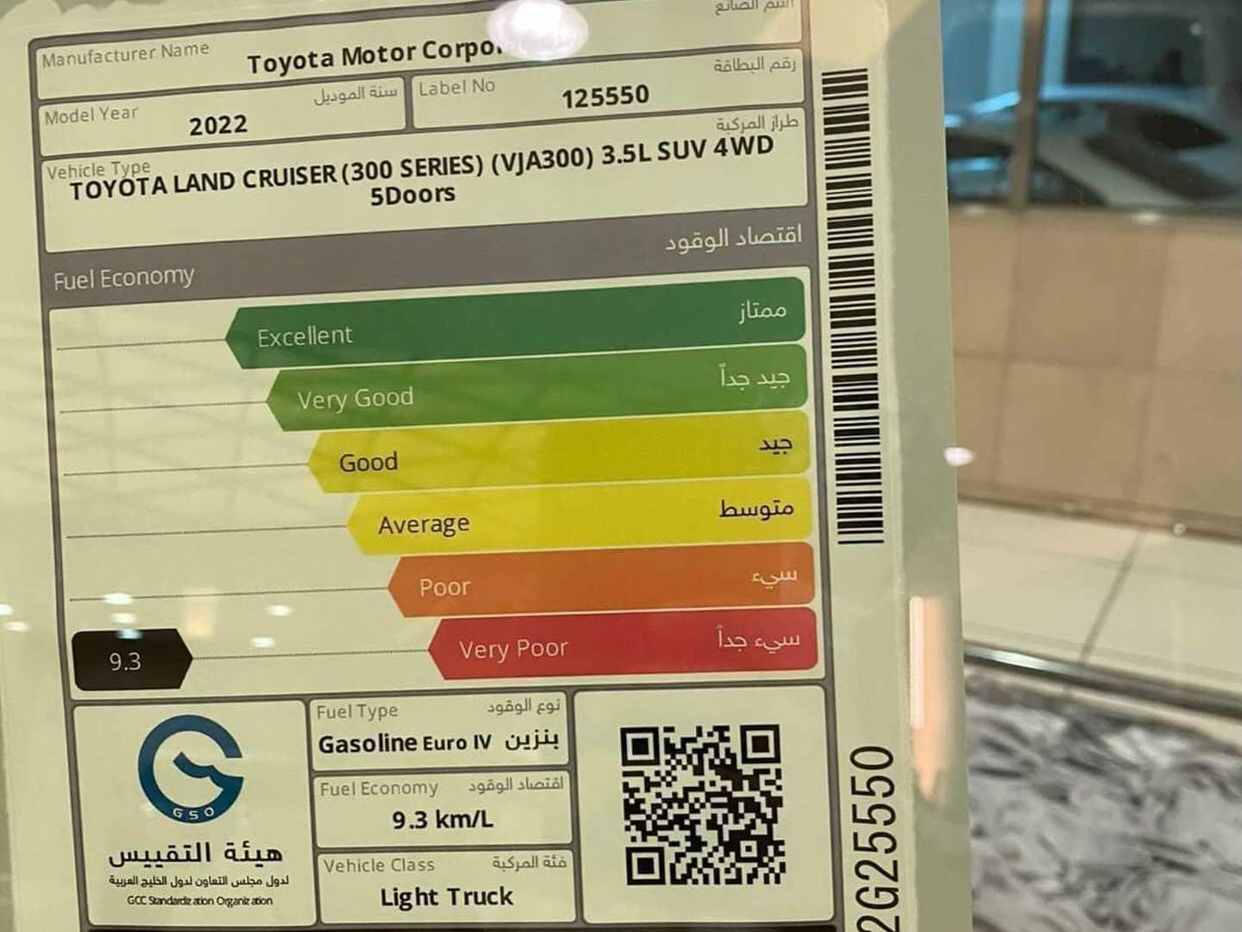 اسم الصانع
Manufacturer Name
Toyota Motor
رقم البطاقة
Label No
125550
سنة الموديل
Model Year
2022
طراز المركبة
Vehicle Type
TOYOTA LAND CRUISER (300 SERIES) (VJA300) 3.5L SUV 4WD
5Doors
Fuel Economy اقتصاد الوقود
Excellent ممتاز
Very Good جيد جداً
Good جيد
Average متوسط
Poor سيء
9.3 Very Poor سيء جداً
Fuel Type نوع الوقود
Gasoline Euro IV بنزين
Fuel Economy اقتصاد الوقود
9.3 km/L
Vehicle Class فئة المركبة
Light Truck
GSO
هيئة التقييس
لدول مجلس التعاون لدول الخليج العربية
GCC Standardization Organization
2G25550